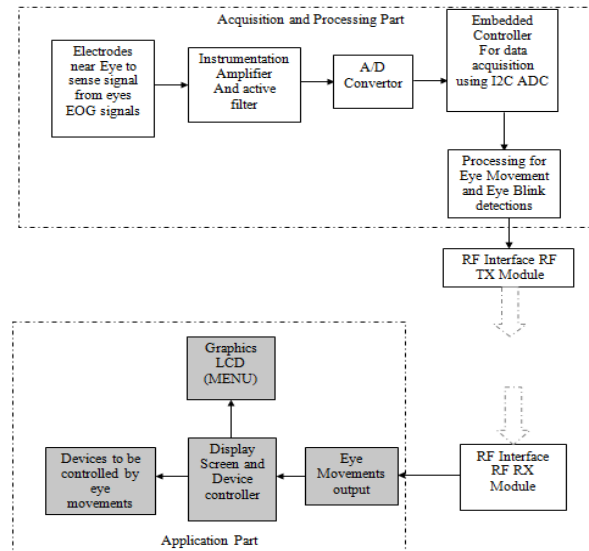 Acquisition and Processing Part
Electrodes
near Eye to
sense signal
from eyes
EOG signals
Instrumentation
Amplifier
And active
filter
A/D
Convertor
Embedded
Controller
For data
acquisition
using I2C ADC
Processing for
Eye Movement
and Eye Blink
detections
RF Interface RF
TX Module
Graphics
LCD
(MENU)
Devices to be
controlled by
eye
movements
Display
Screen and
Device
controller
Eye
Movements
output
RF Interface
RF RX
Module
Application Part